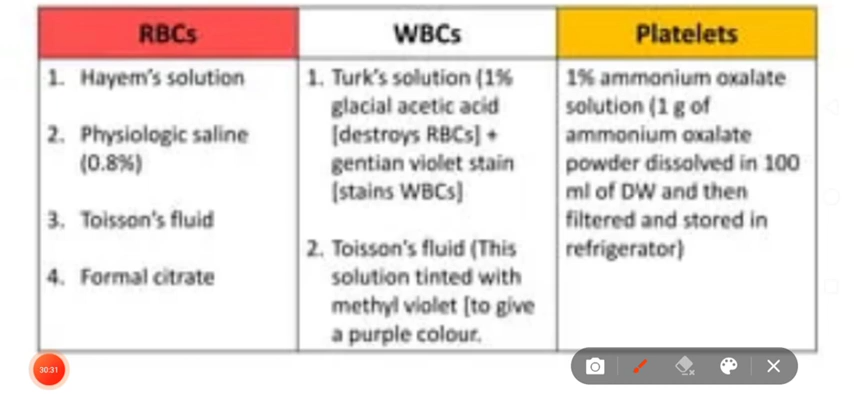 RBCs
1. Hayem's solution
2. Physiologic saline
(0.8%)
3. Toisson's fluid
4. Formal citrate
WBCs
1. Turk's solution (1%
glacial acetic acid
[destroys RBCs] +
gentian violet stain
[stains WBCs]
2. Toisson's fluid (This
solution tinted with
methyl violet [to give
a purple colour.
Platelets
1% ammonium oxalate
solution (1 g of
ammonium oxalate
powder dissolved in 100
ml of DW and then
filtered and stored in
refrigerator)
30:31